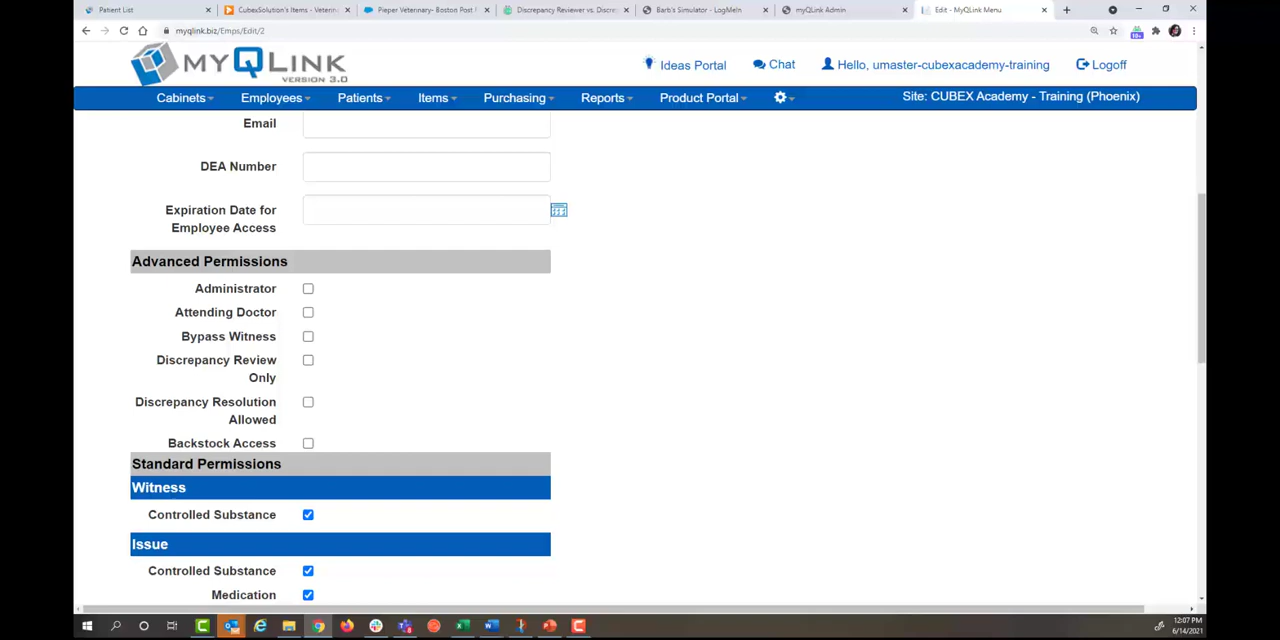 Patient List
CubexSolution's Items - Veterin
Pieper Veterinary- Boston Post
Discrepancy Reviewer vs. Discre
Barb's Simulator - LogMeIn
myQLink Admin
Edit - MyQLink Menu
myqlink.biz/Emps/Edit/2
MYQLINK
VERSION 3.0
Ideas Portal
Chat
Hello, umaster-cubexacademy-training
Logoff
Cabinets
Employees
Patients
Items
Purchasing
Reports
Product Portal
Site: CUBEX Academy - Training (Phoenix)
Email
DEA Number
Expiration Date for
Employee Access
Advanced Permissions
Administrator
Attending Doctor
Bypass Witness
Discrepancy Review
Only
Discrepancy Resolution
Allowed
Backstock Access
Standard Permissions
Witness
Controlled Substance
Issue
Controlled Substance
Medication
12:07 PM
6/14/2021